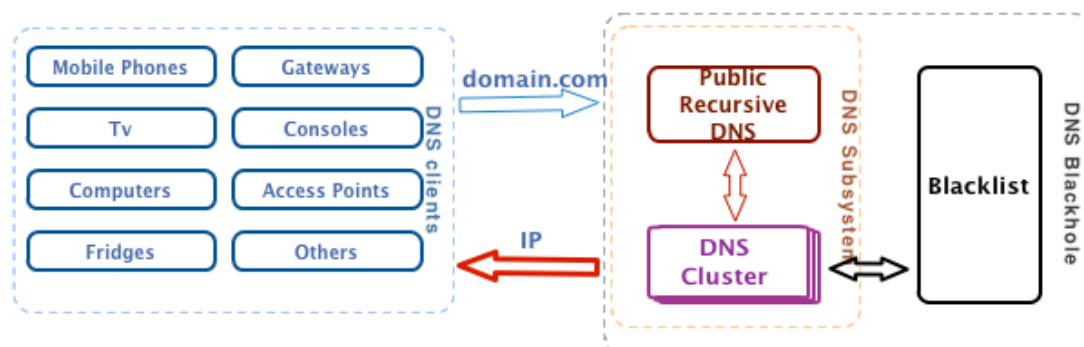 Mobile Phones
Gateways
Tv
Consoles
Computers
Access Points
Fridges
Others
DNS clients
domain.com
IP
Public
Recursive
DNS
DNS
Cluster
DNS Subsystem
Blacklist
DNS Blackhole